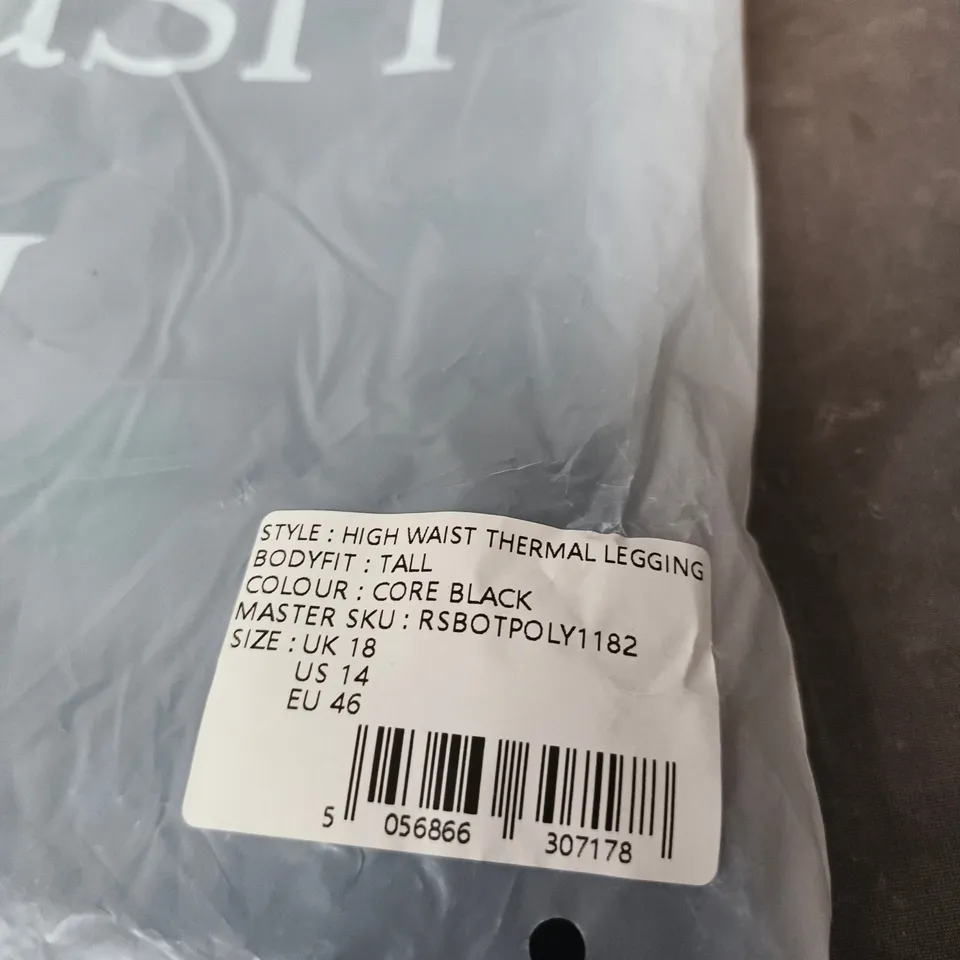 STYLE : HIGH WAIST THERMAL LEGGING
BODYFIT : TALL
COLOUR : CORE BLACK
MASTER SKU : RSBOTPOLY1182
SIZE : UK 18
US 14
EU 46
5 056866 307178